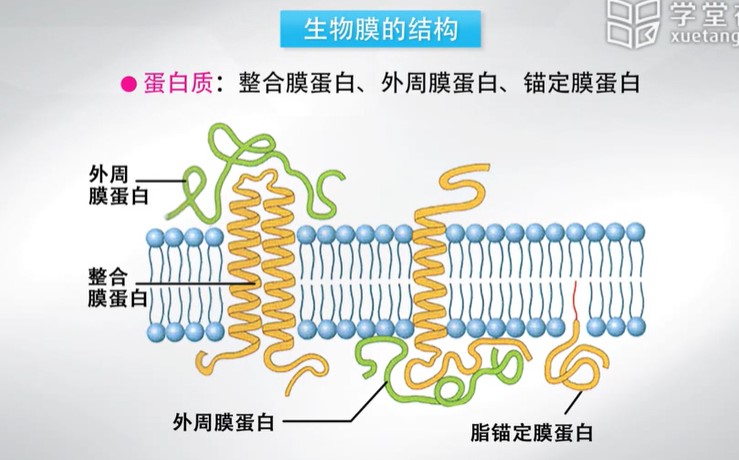 生物膜的结构
学堂在
xuetang
● 蛋白质：整合膜蛋白、外周膜蛋白、锚定膜蛋白
外周
膜蛋白
整合
膜蛋白
外周膜蛋白
脂锚定膜蛋白